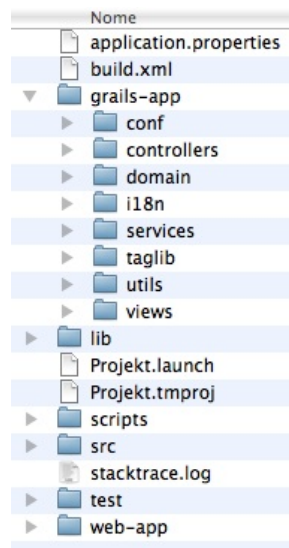 Nome
application.properties
build.xml
grails-app
conf
controllers
domain
i18n
services
taglib
utils
views
lib
Projekt.launch
Projekt.tmproj
scripts
src
stacktrace.log
test
web-app